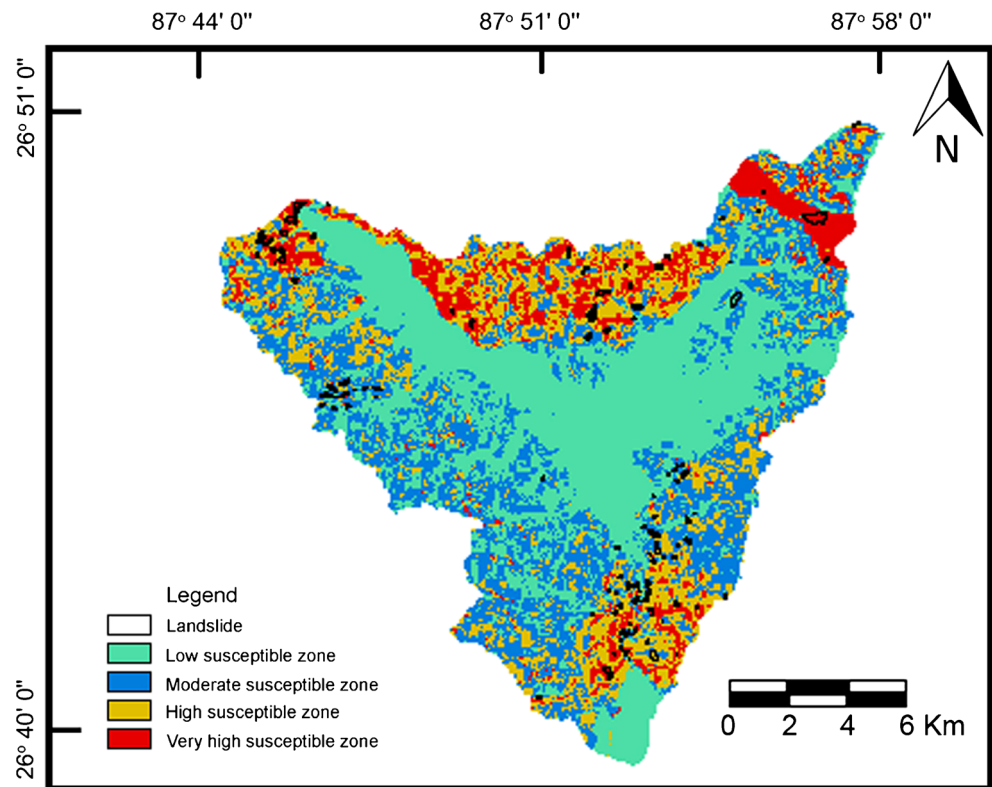 87° 44' 0" 87° 51' 0" 87° 58' 0"
26° 51' 0"
N
26° 40' 0"
Legend
Landslide
Low susceptible zone
Moderate susceptible zone
High susceptible zone
Very high susceptible zone
0 2 4 6 Km